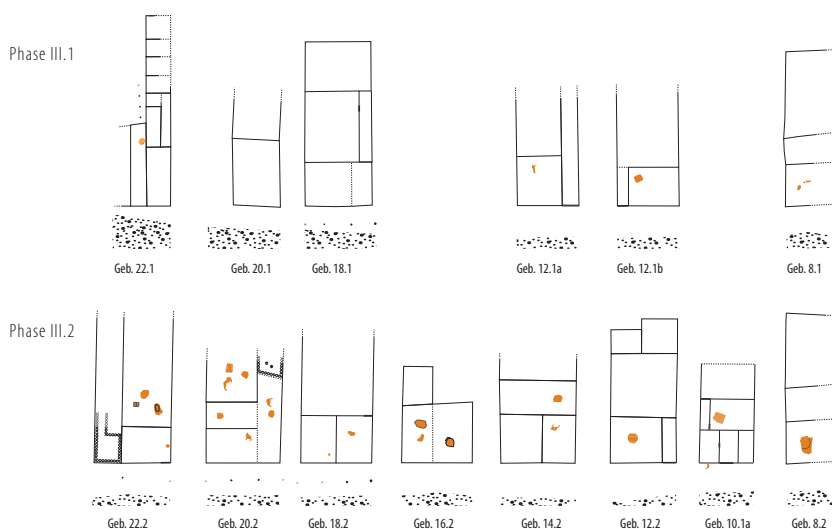 Phase III.1
Geb. 22.1
Geb. 20.1
Geb. 18.1
Geb. 12.1a
Geb. 12.1b
Geb. 8.1
Phase III.2
Geb. 22.2
Geb. 20.2
Geb. 18.2
Geb. 16.2
Geb. 14.2
Geb. 12.2
Geb. 10.1a
Geb. 8.2